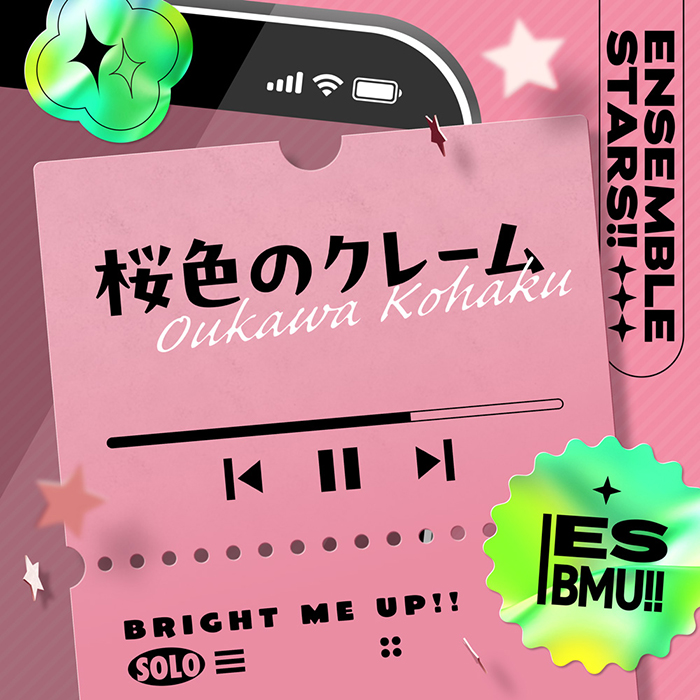 ENSEMBLE
STARS!!
桜色のクレーム
Oukawa Kohaku
ES
BMU!!
BRIGHT ME UP!!
SOLO